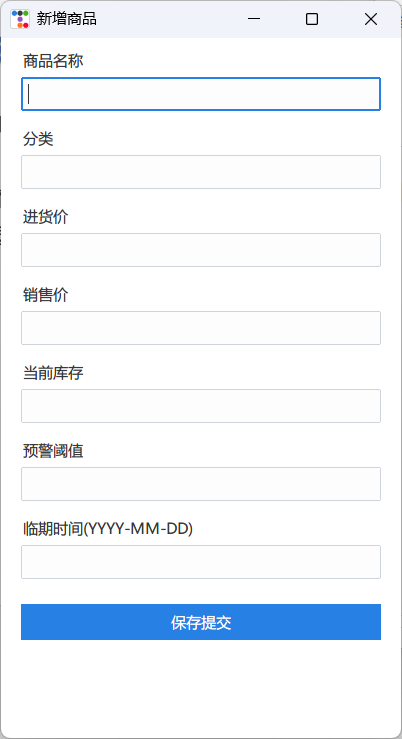 新增商品
商品名称
分类
进货价
销售价
当前库存
预警阈值
临期时间(YYYY-MM-DD)
保存提交